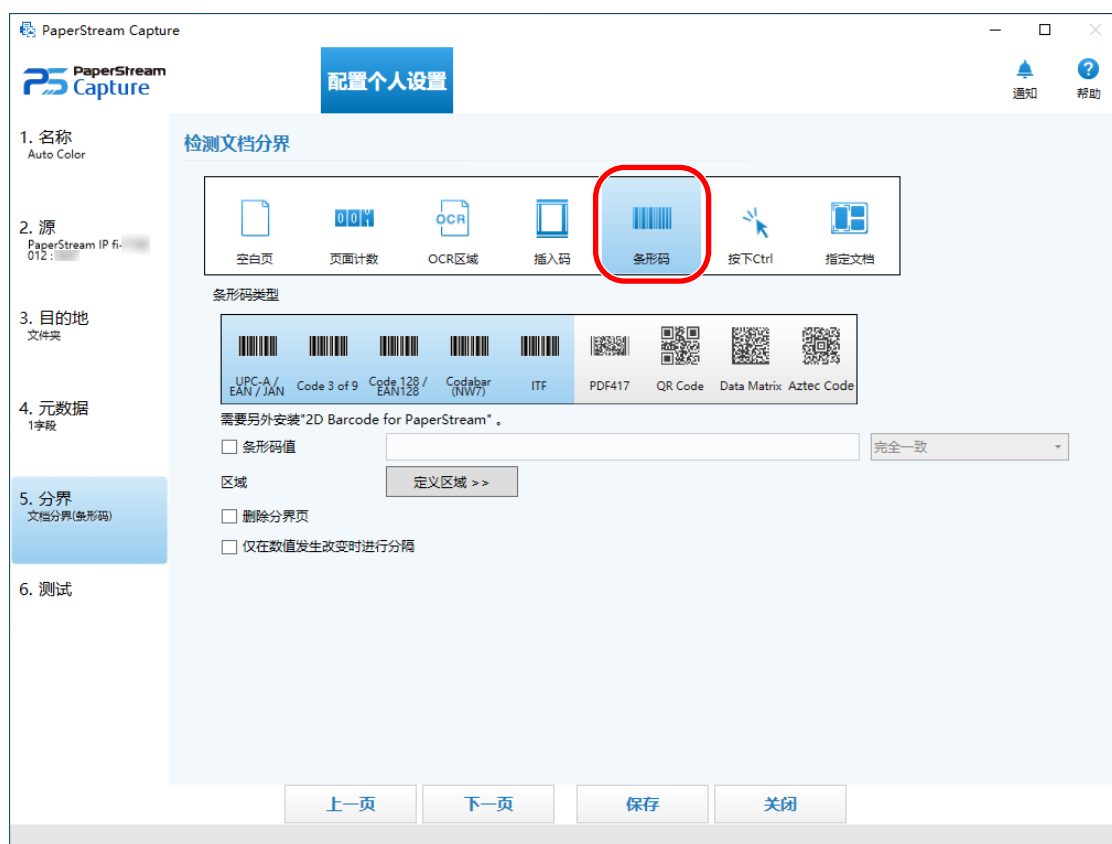 PaperStream Capture
PaperStream
Capture
配置个人设置
通知
帮助
1. 名称
Auto Color
2. 源
PaperStream IP fi-
012 :
3. 目的地
文件夹
4. 元数据
1字段
5. 分界
文档分界(条形码)
6. 测试
检测文档分界
空白页
页面计数
OCR
OCR区域
插入码
条形码
按下Ctrl
指定文档
条形码类型
UPC-A /
EAN / JAN
Code 3 of 9
Code 128 /
EAN128
Codabar
(NW7)
ITF
PDF417
QR Code
Data Matrix
Aztec Code
需要另外安装"2D Barcode for PaperStream" 。
条形码值
完全一致
区域
定义区域 >>
删除分界页
仅在数值发生改变时进行分隔
上一页
下一页
保存
关闭